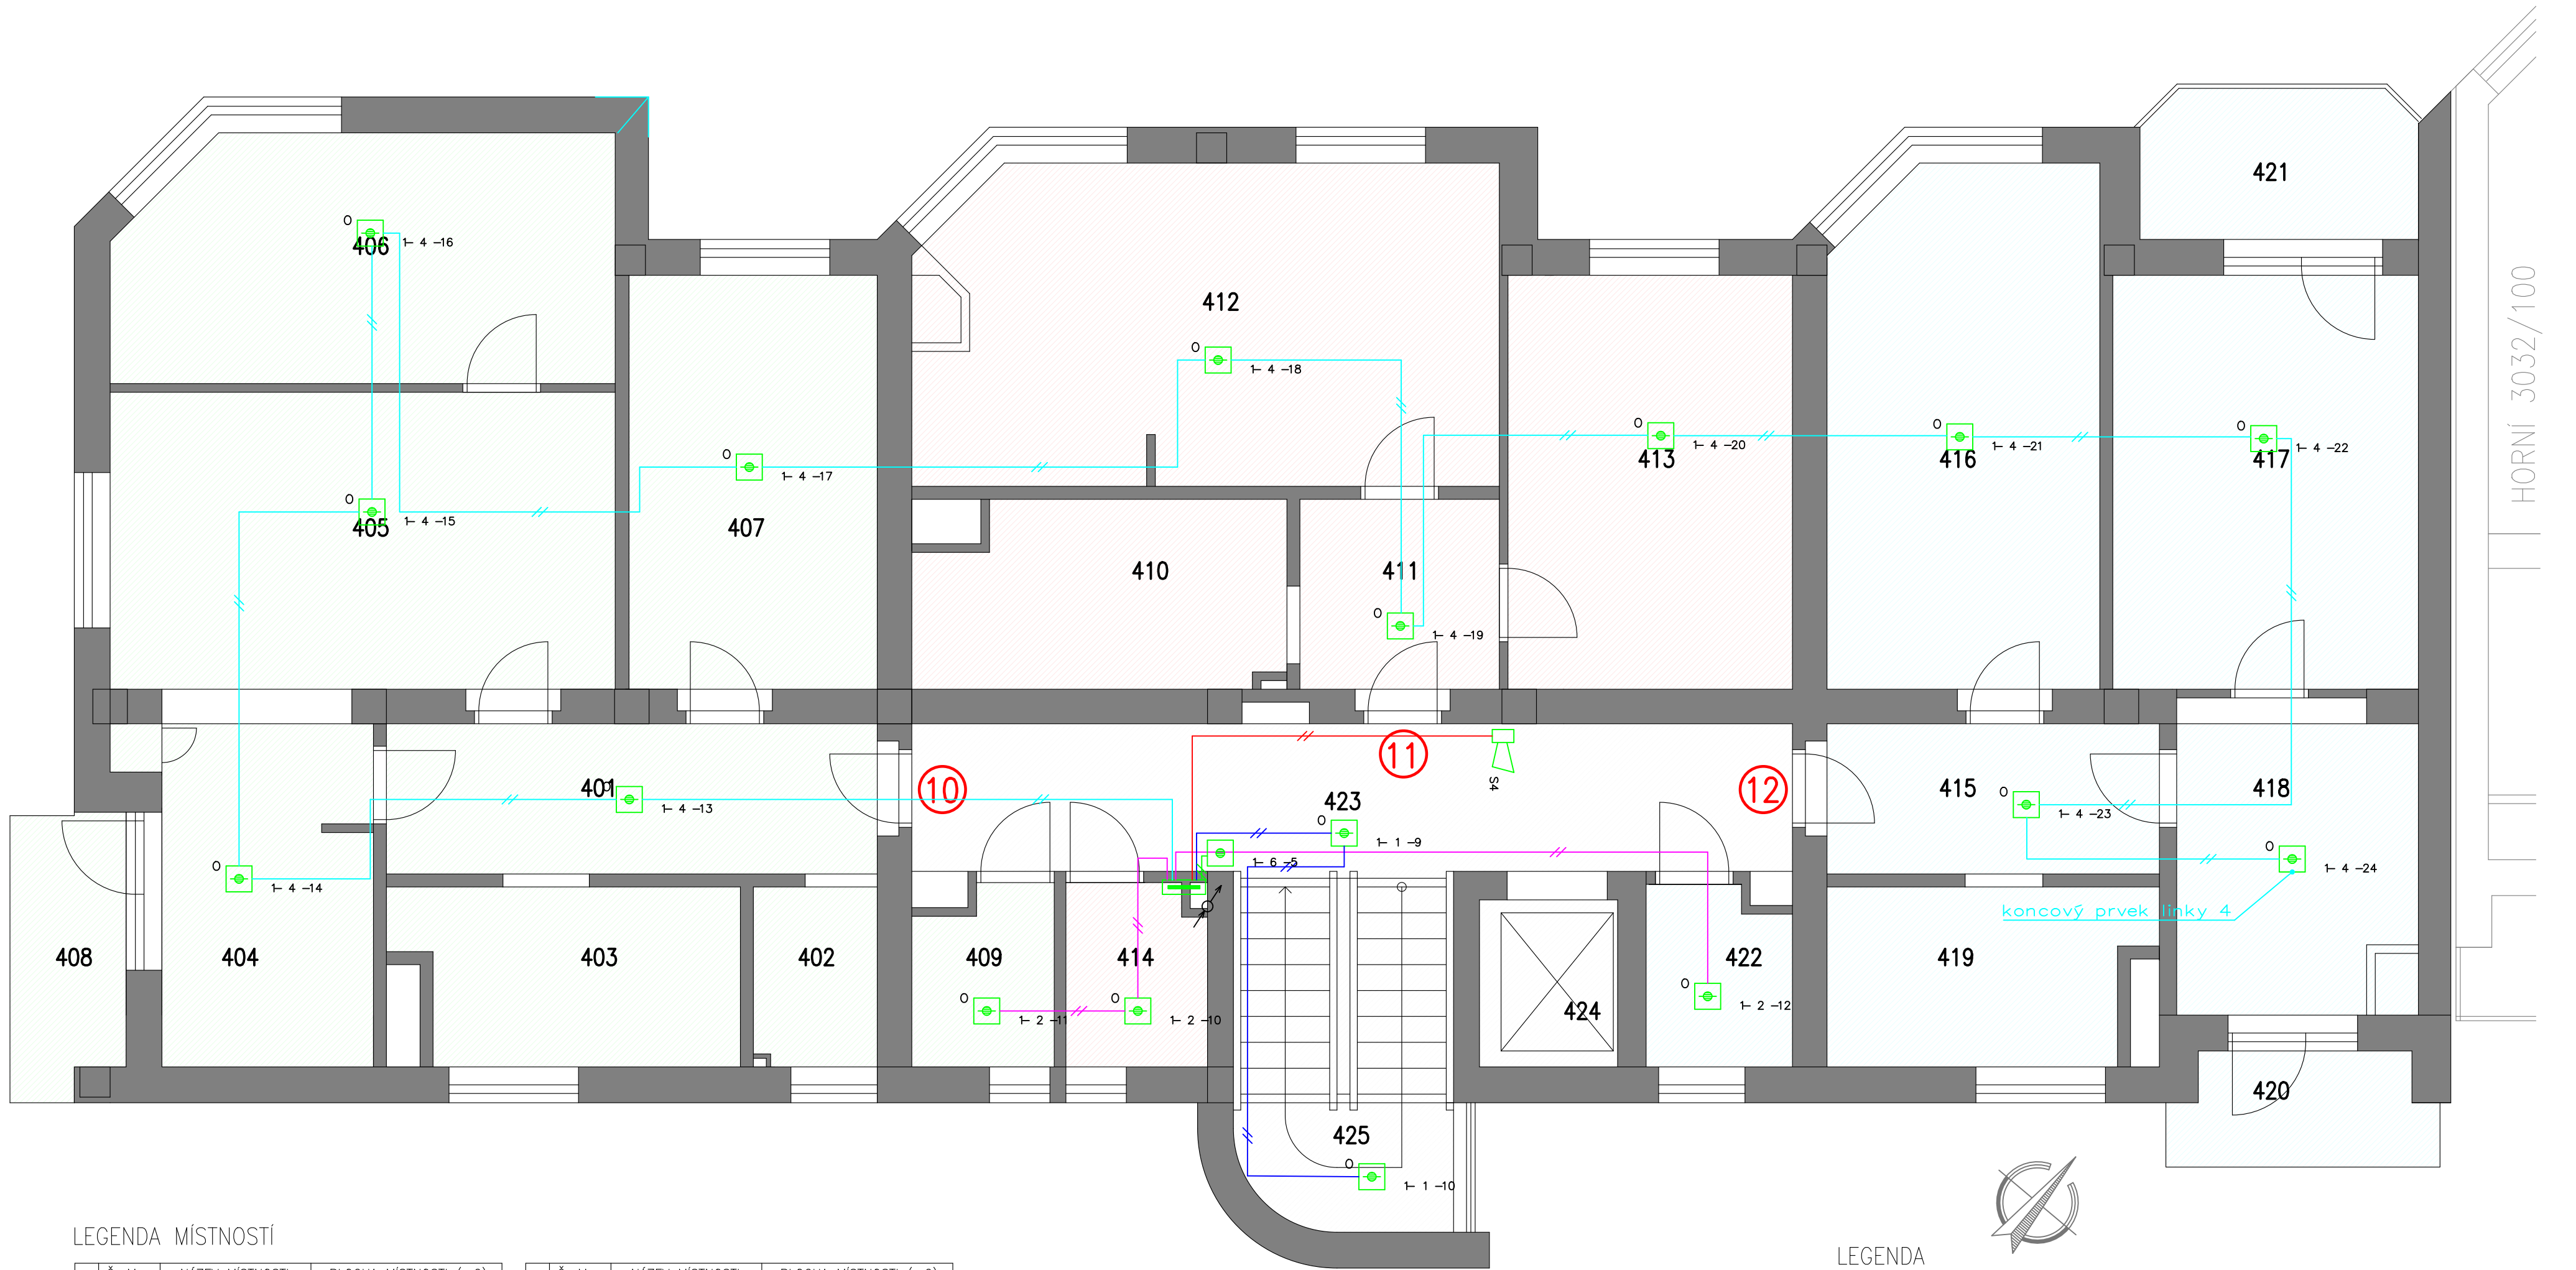 421
HORNÍ 3032/100
O
406
1- 4 -16
412
O
1- 4 -18
O
413
1- 4 -20
O
416
1- 4 -21
O
417
1- 4 -22
O
407
1- 4 -17
O
405
1- 4 -15
410
411
O
1- 4 -19
10
11
12
S4
401
O
1- 4 -13
423
O
1- 1 -9
O
1- 6 -5
415
O
1- 4 -23
418
O
1- 4 -24
koncový prvek linky 4
O
1- 4 -14
408
404
403
402
409
O
1- 2 -11
414
O
1- 2 -10
424
422
O
1- 2 -12
419
420
425
O
1- 1 -10
LEGENDA MÍSTNOSTÍ
LEGENDA